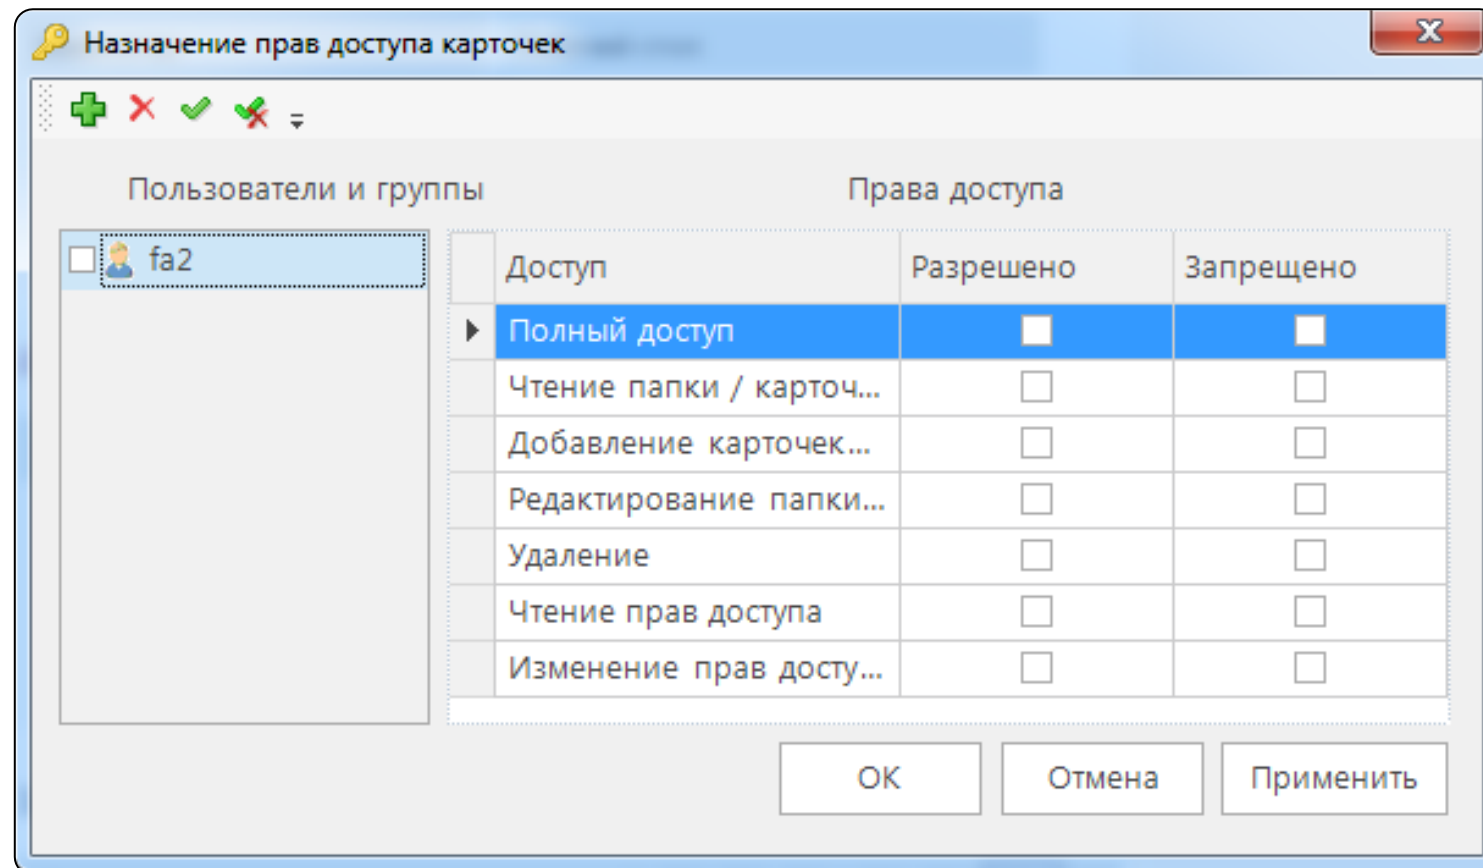 Назначение прав доступа карточек
Пользователи и группы
Права доступа
fa2
Доступ Разрешено Запрещено
Полный доступ
Чтение папки / карточ...
Добавление карточек...
Редактирование папки...
Удаление
Чтение прав доступа
Изменение прав досту...
ОК Отмена Применить